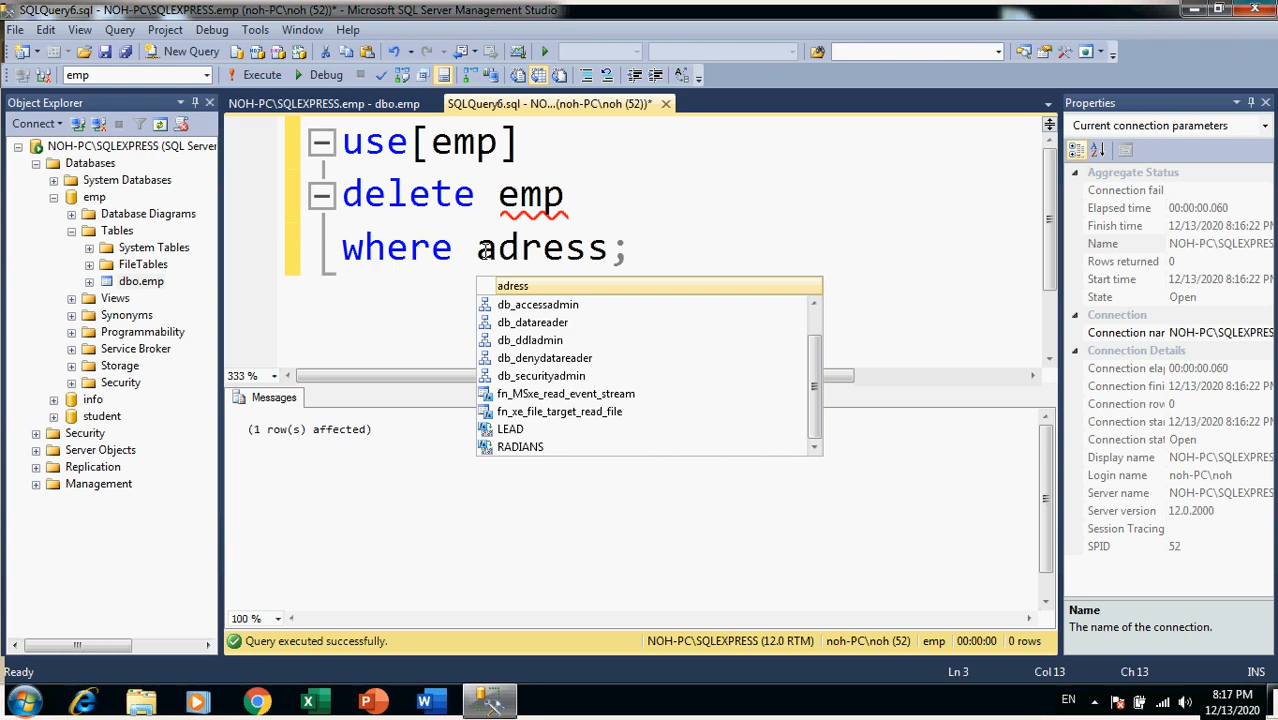 SQLQuery6.sql - NOH-PC\SQLEXPRESS.emp (noh-PC\noh (52))* - Microsoft SQL Server Management Studio
File Edit View Query Project Debug Tools Window Help
New Query
emp Execute Debug
Object Explorer
NOH-PC\SQLEXPRESS.emp - dbo.emp
SQLQuery6.sql - NO...(noh-PC\noh (52))*
Properties
Connect
Current connection parameters
NOH-PC\SQLEXPRESS (SQL Server
Databases
System Databases
emp
Database Diagrams
Tables
System Tables
FileTables
dbo.emp
Views
Synonyms
Programmability
Service Broker
Storage
Security
info
student
Security
Server Objects
Replication
Management
use[emp]
delete emp
where adress;
adress
db_accessadmin
db_datareader
db_ddladmin
db_denydatareader
db_securityadmin
fn_MSxe_read_event_stream
fn_xe_file_target_read_file
LEAD
RADIANS
333 %
Messages
(1 row(s) affected)
100 %
Query executed successfully.
NOH-PC\SQLEXPRESS (12.0 RTM) noh-PC\noh (52) emp 00:00:00 0 rows
Aggregate Status
Connection fail
Elapsed time 00:00:00.060
Finish time 12/13/2020 8:16:22 P
Name NOH-PC\SQLEXPRES
Rows returned 0
Start time 12/13/2020 8:16:22 P
State Open
Connection
Connection nar NOH-PC\SQLEXPRES
Connection Details
Connection elap 00:00:00.060
Connection fini 12/13/2020 8:16:22 P
Connection row 0
Connection star 12/13/2020 8:16:22 P
Connection stat Open
Display name NOH-PC\SQLEXPRES
Login name noh-PC\noh
Server name NOH-PC\SQLEXPRES
Server version 12.0.2000
Session Tracing
SPID 52
Name
The name of the connection.
Ready Ln 3 Col 13 Ch 13 INS
EN 8:17 PM
12/13/2020